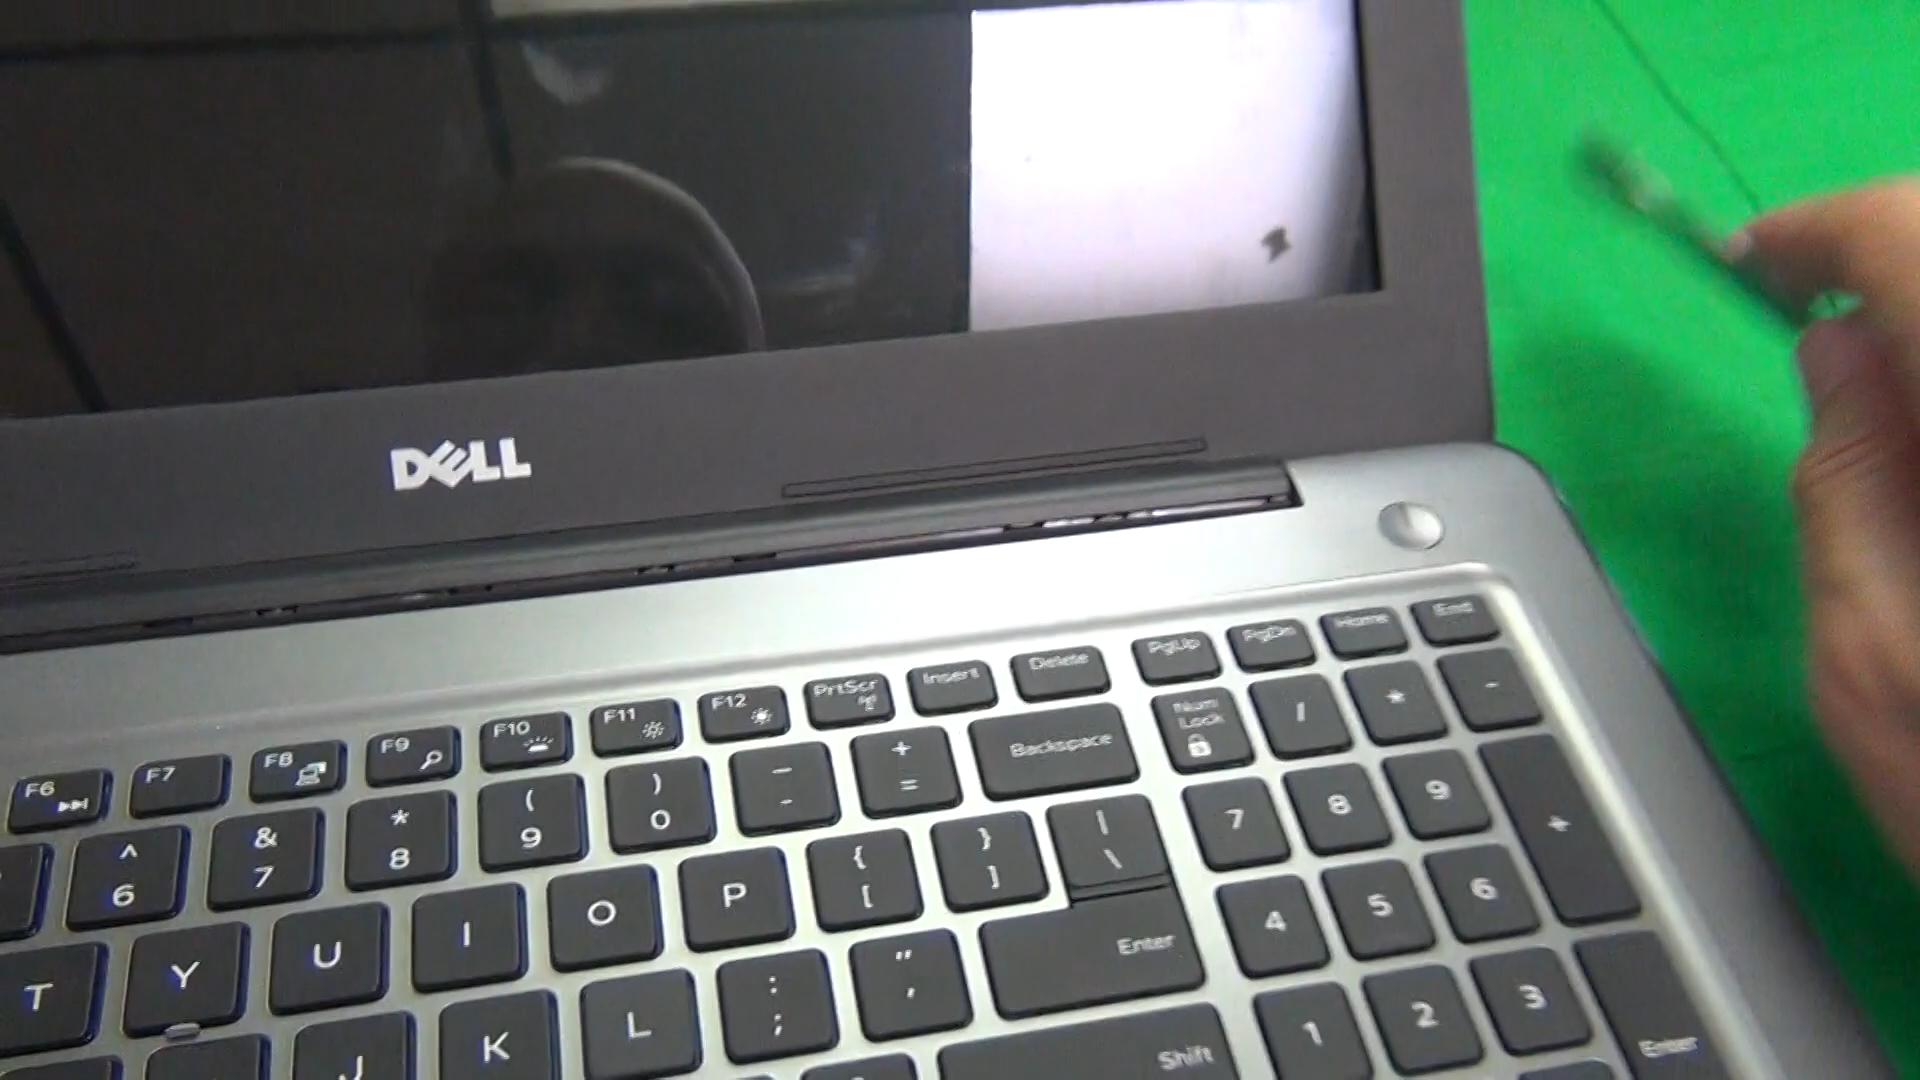 DELL
F6 F7 F8 F9 F10 F11 F12 PrtScr Insert Delete PgUp PgDn Home End
^ & * ( ) _ +
6 7 8 9 0 - = Backspace Num Lock / * -
T Y U I O P { [ } ] | \ 7 8 9 +
J K L : ; " ' Enter 4 5 6
Shift 1 2 3 Enter